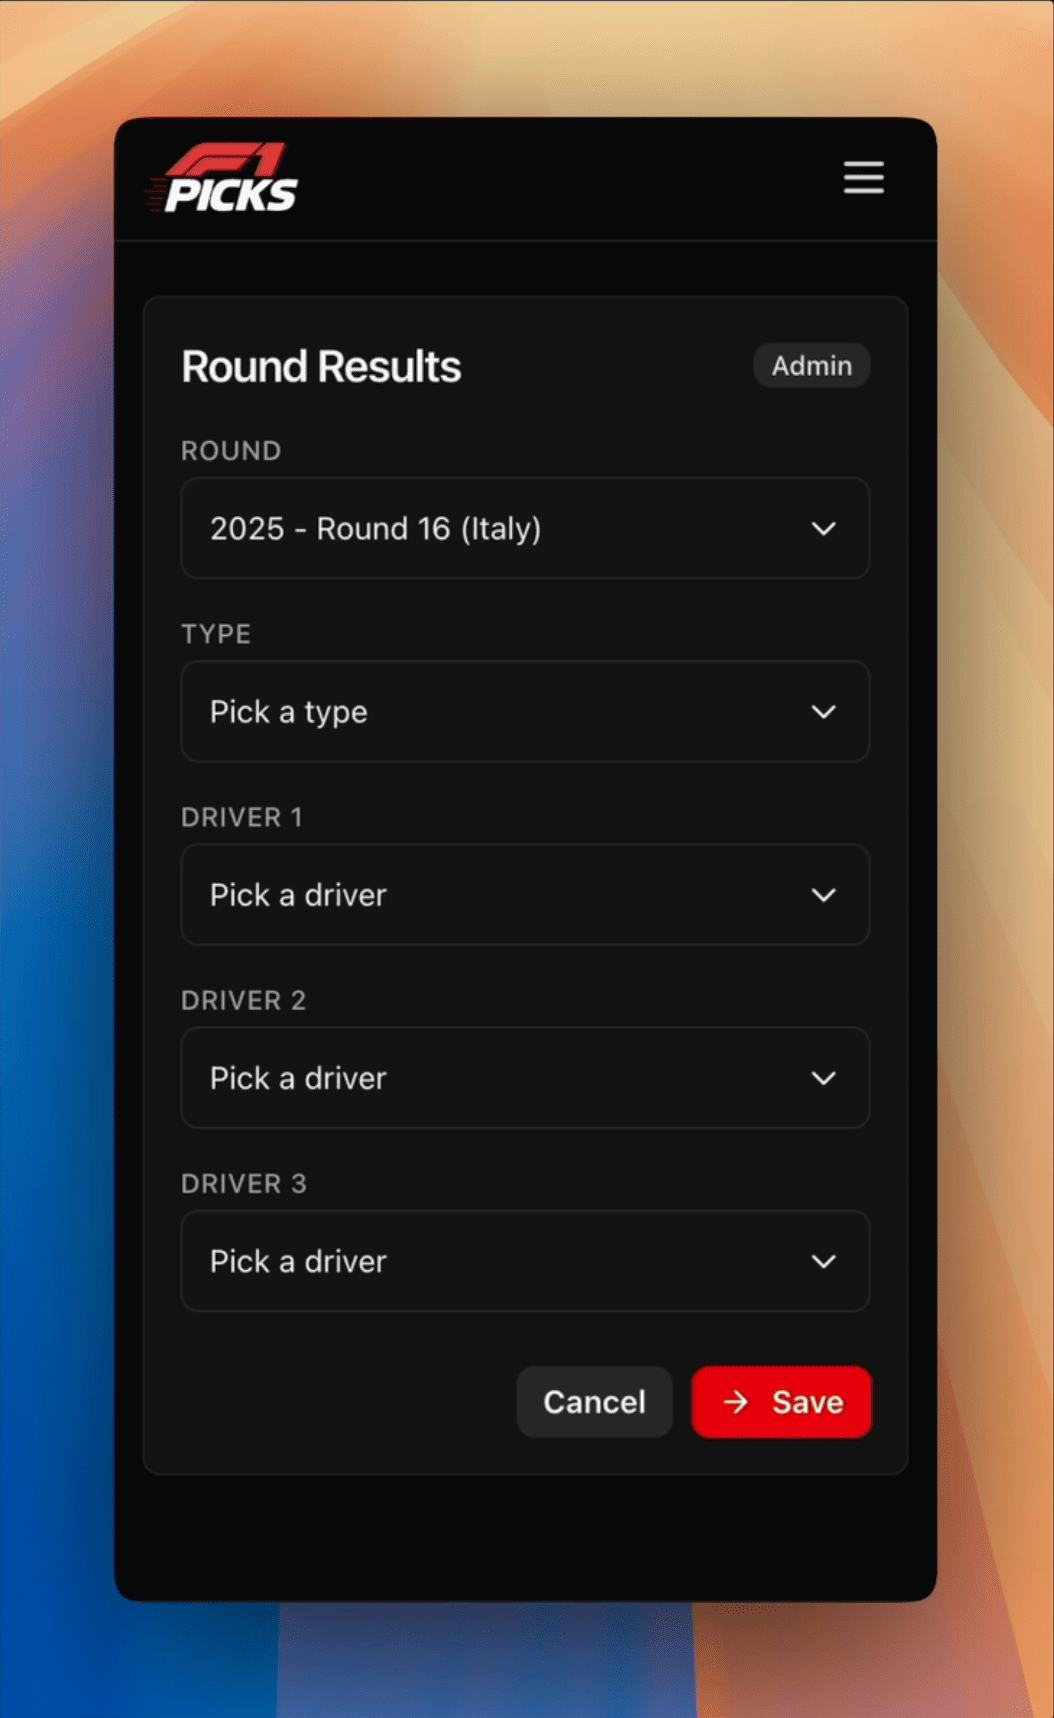 F1
PICKS
Round Results
Admin
ROUND
2025 - Round 16 (Italy)
TYPE
Pick a type
DRIVER 1
Pick a driver
DRIVER 2
Pick a driver
DRIVER 3
Pick a driver
Cancel
→ Save